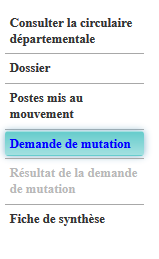 Consulter la circulaire
départementale
Dossier
Postes mis au
mouvement
Demande de mutation
Résultat de la demande
de mutation
Fiche de synthèse